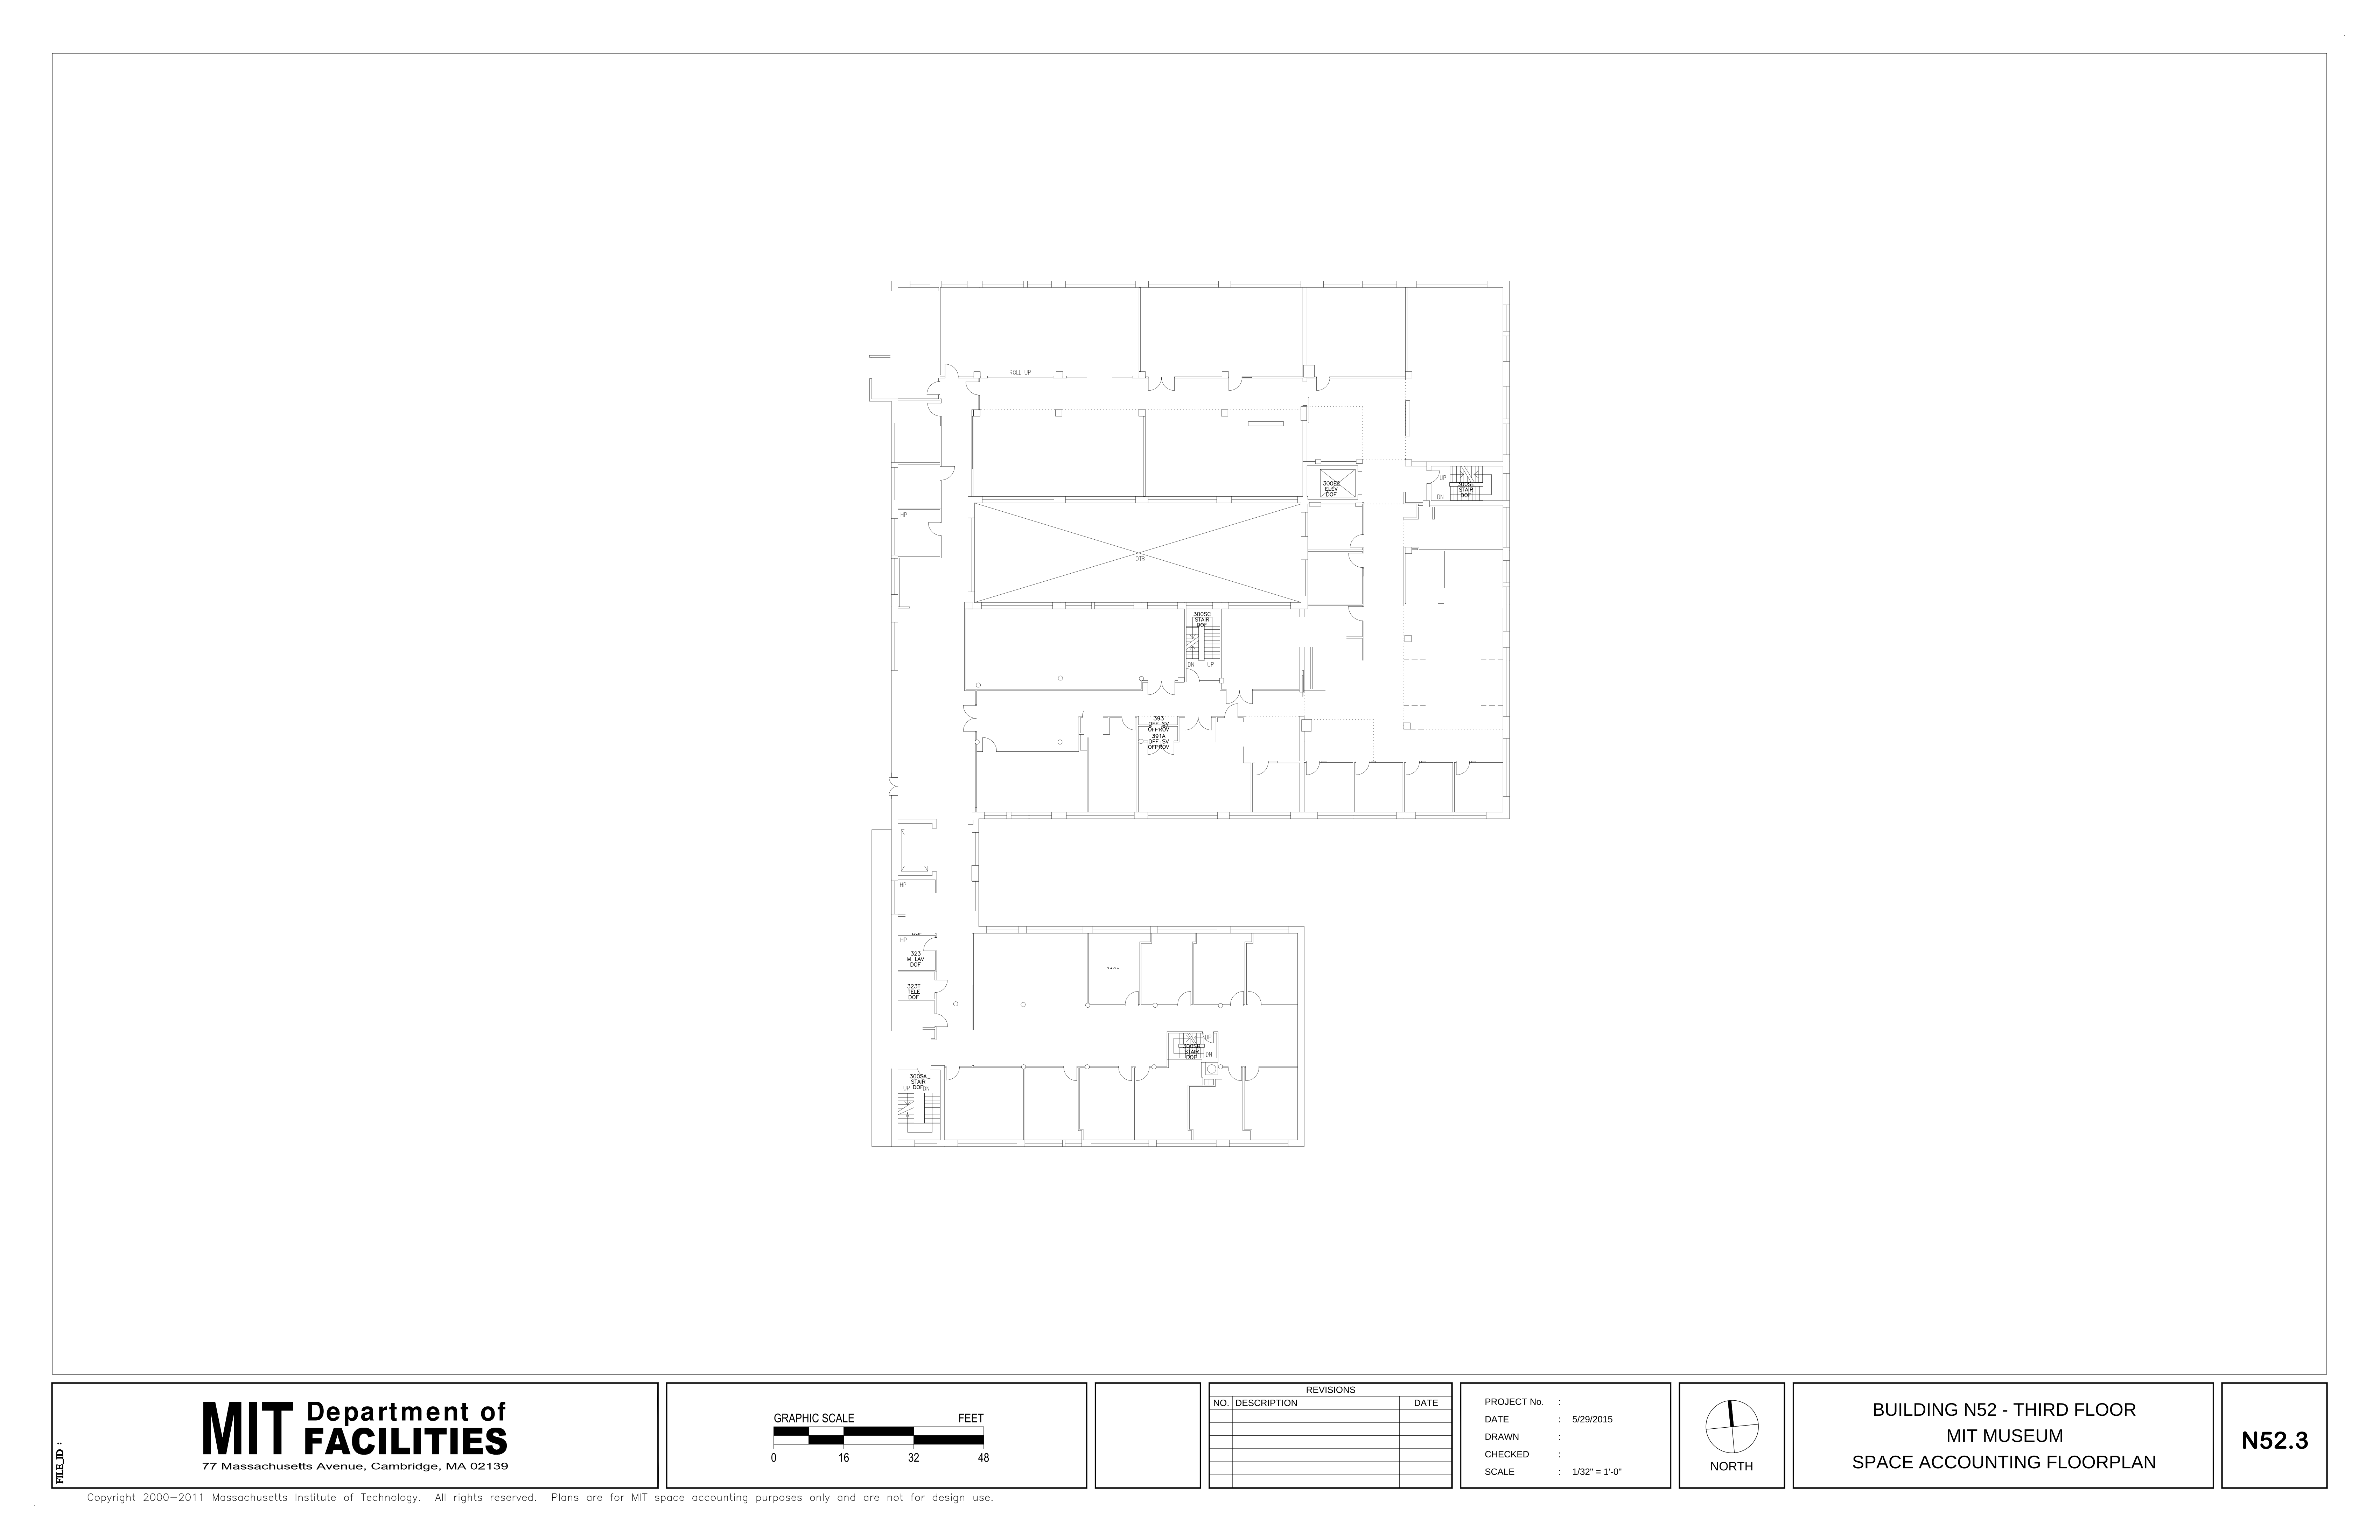 ROLL UP
300E2
ELEV
DOF
UP
DN
300SE
STAIR
DOF
HP
OTB
300SC
STAIR
DOF
DN UP
393
OFF SV
OFPROV
391A
OFF SV
OFPROV
HP
DOF
HP
323
M LAV
DOF
323T
TELE
DOF
UP
300SB
STAIR
DOF
DN
300SA
STAIR
DOF
UP DN
FILE_ID :
MIT Department of
FACILITIES
77 Massachusetts Avenue, Cambridge, MA 02139
GRAPHIC SCALE FEET
0 16 32 48
REVISIONS
NO. DESCRIPTION DATE
PROJECT No. :
DATE : 5/29/2015
DRAWN :
CHECKED :
SCALE : 1/32" = 1'-0"
NORTH
BUILDING N52 - THIRD FLOOR
MIT MUSEUM
SPACE ACCOUNTING FLOORPLAN
N52.3
Copyright 2000-2011 Massachusetts Institute of Technology. All rights reserved. Plans are for MIT space accounting purposes only and are not for design use.